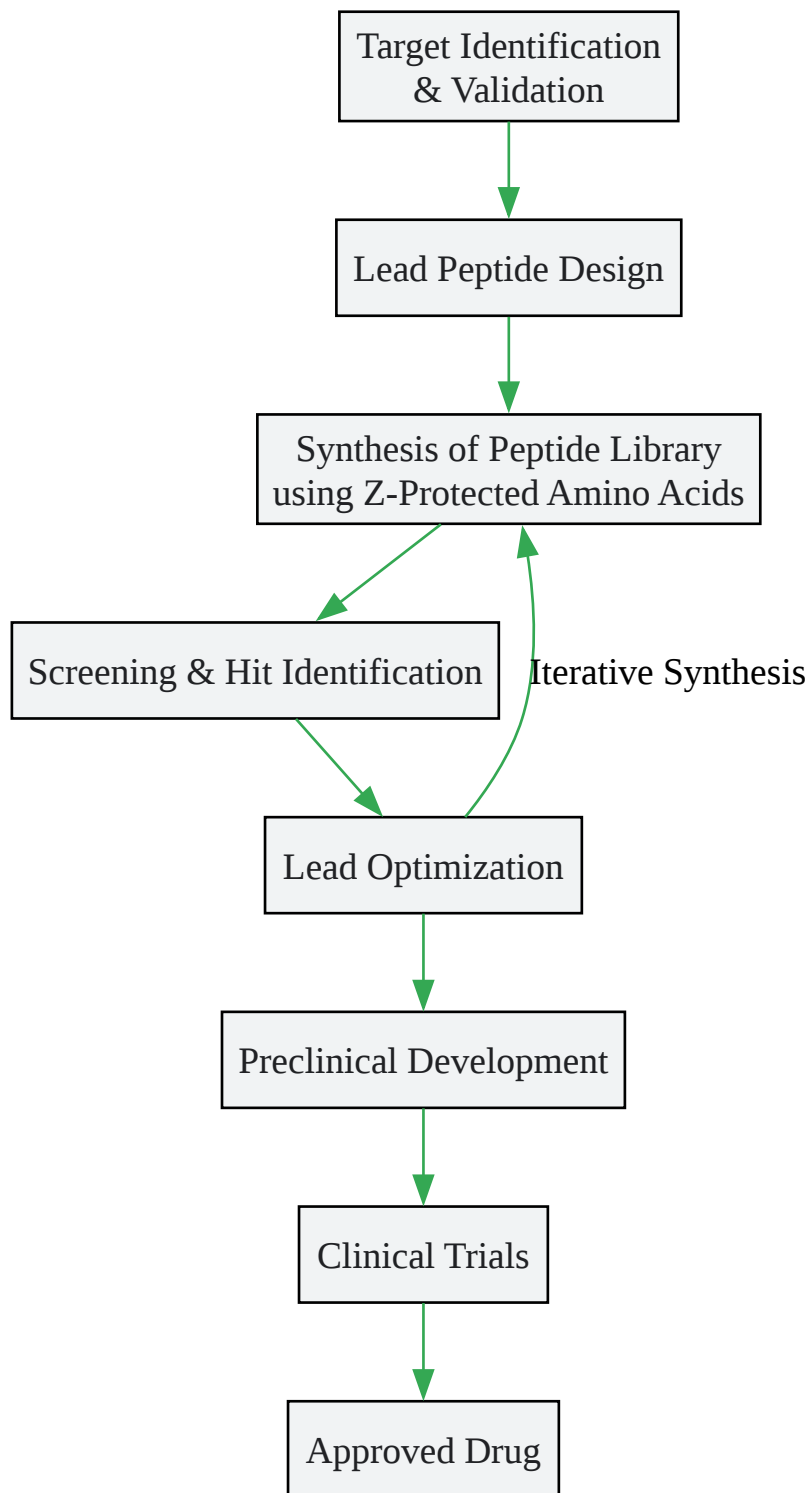 Target Identification
& Validation
Lead Peptide Design
Synthesis of Peptide Library
using Z-Protected Amino Acids
Screening & Hit Identification
Iterative Synthesis
Lead Optimization
Preclinical Development
Clinical Trials
Approved Drug